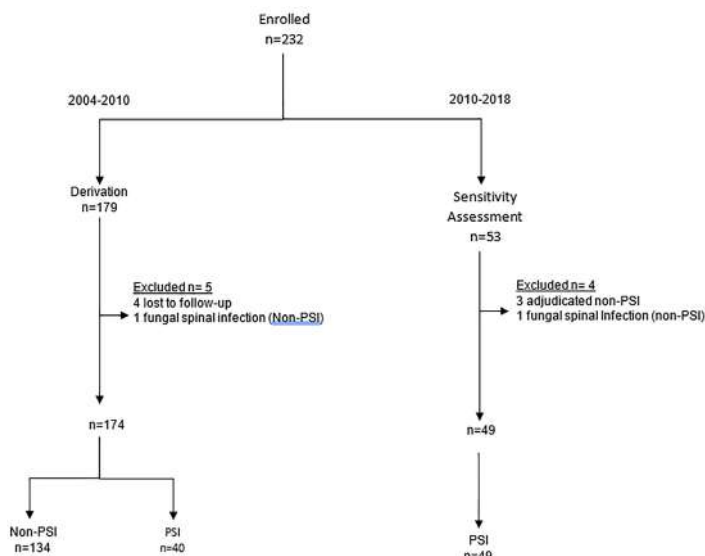 Enrolled
n=232
2004-2010
2010-2018
Derivation
n=179
Sensitivity
Assessment
n=53
Excluded n= 5
4 lost to follow-up
1 fungal spinal infection (Non-PSI)
Excluded n= 4
3 adjudicated non-PSI
1 fungal spinal Infection (non-PSI)
n=174
n=49
Non-PSI
n=134
PSI
n=40
PSI
n=49